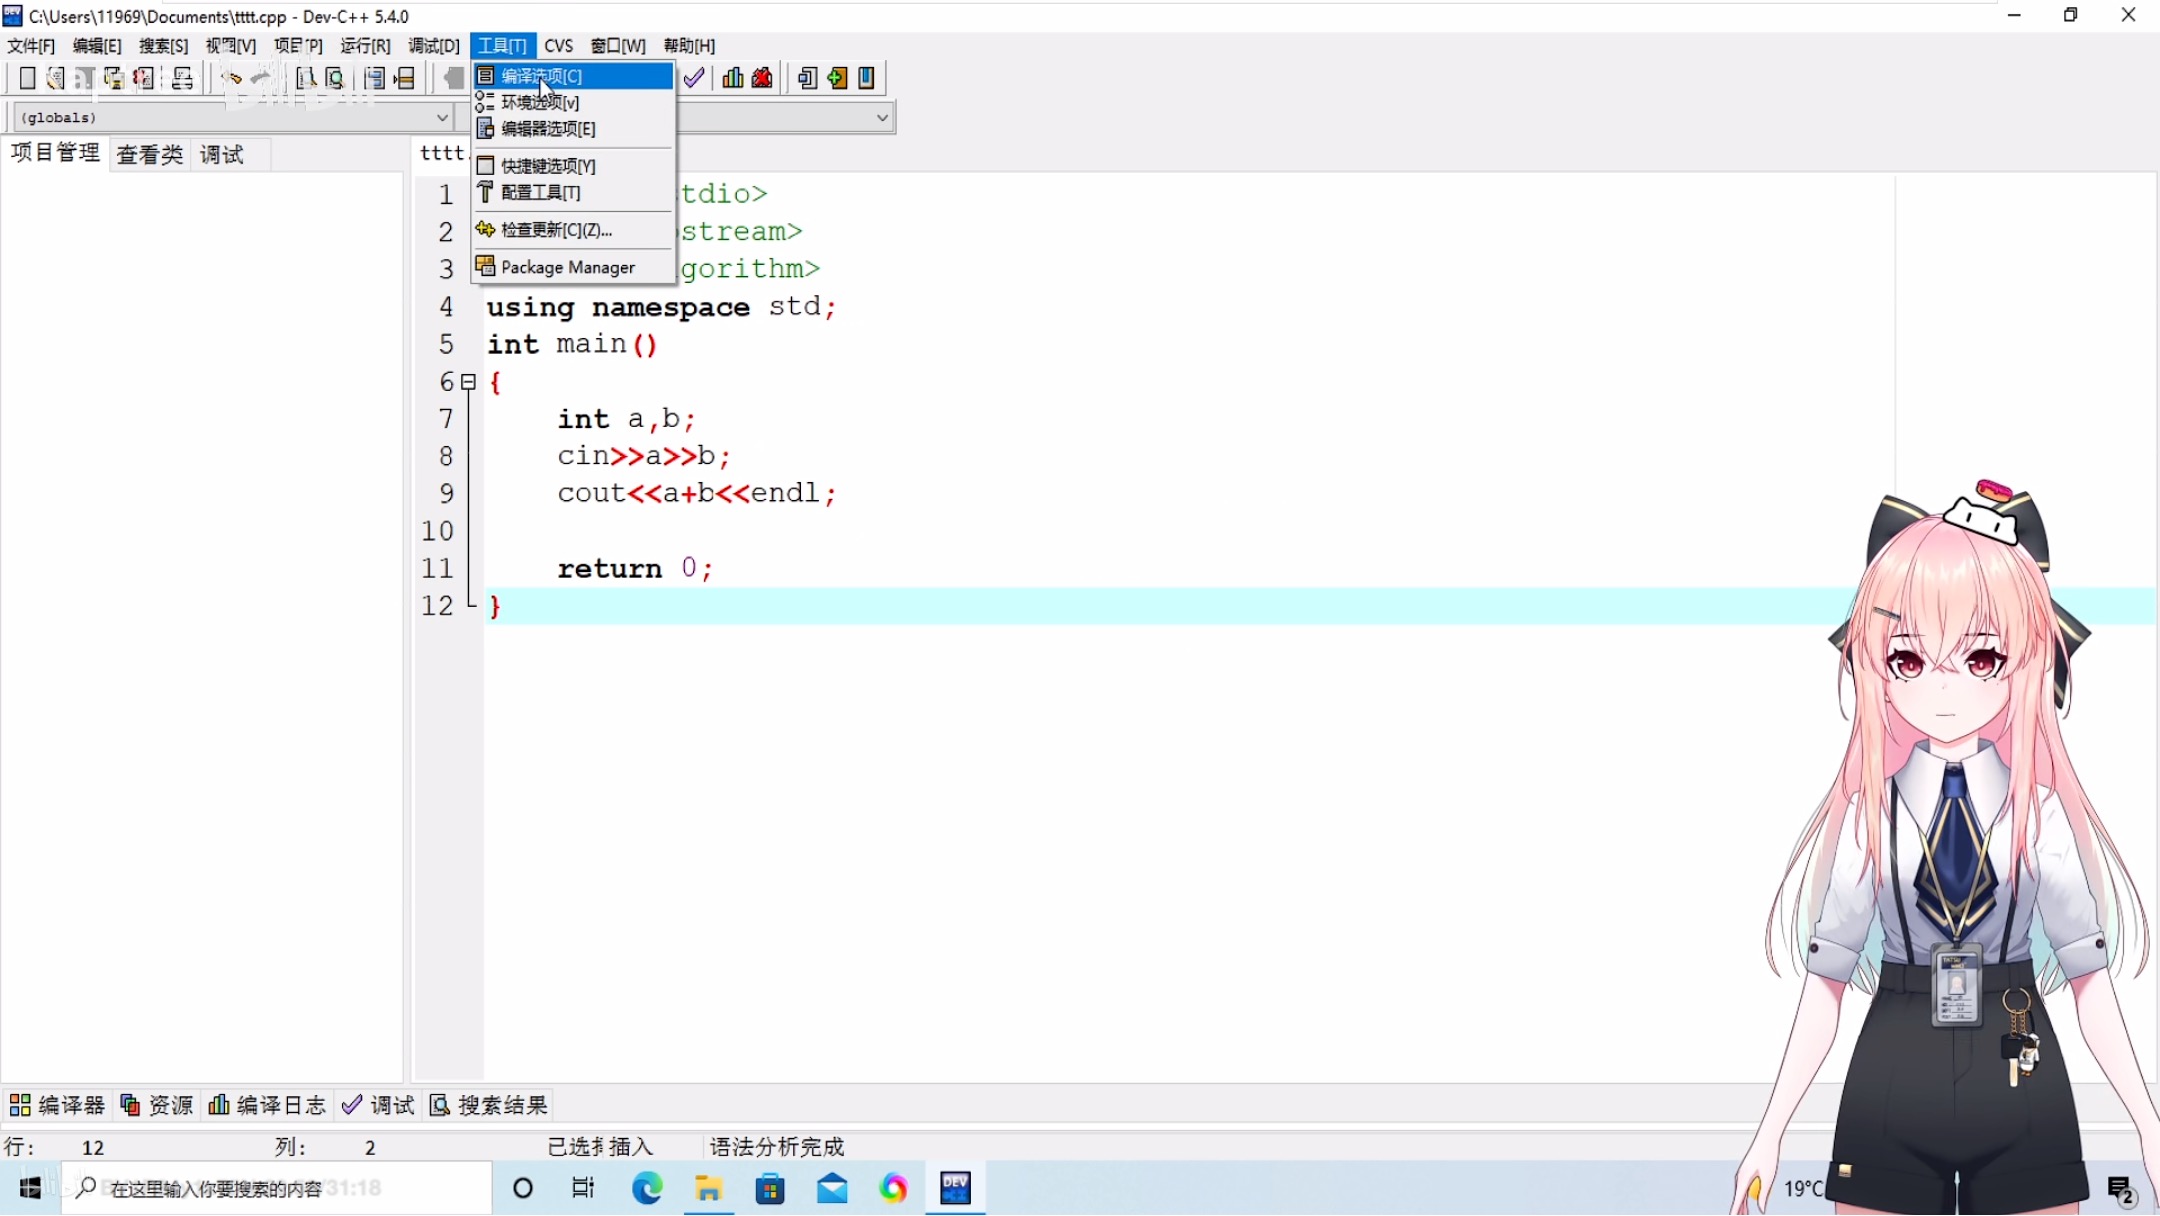 C:\Users\11969\Documents\tttt.cpp - Dev-C++ 5.4.0
文件[F] 编辑[E] 搜索[S] 视图[V] 项目[P] 运行[R] 调试[D] 工具[T] CVS 窗口[W] 帮助[H]
编译选项[C]
环境选项[v]
编辑器选项[E]
快捷键选项[Y]
配置工具[T]
检查更新[C](Z)...
Package Manager
(globals)
项目管理 查看类 调试
tttt.
1 tdio>
2 stream>
3 gorithm>
4 using namespace std;
5 int main()
6 {
7 int a,b;
8 cin>>a>>b;
9 cout<<a+b<<endl;
10
11 return 0;
12 }
编译器 资源 编译日志 调试 搜索结果
行: 12 列: 2 已选择 插入 语法分析完成
在这里输入你要搜索的内容 /31:18
DEV
19°C
2